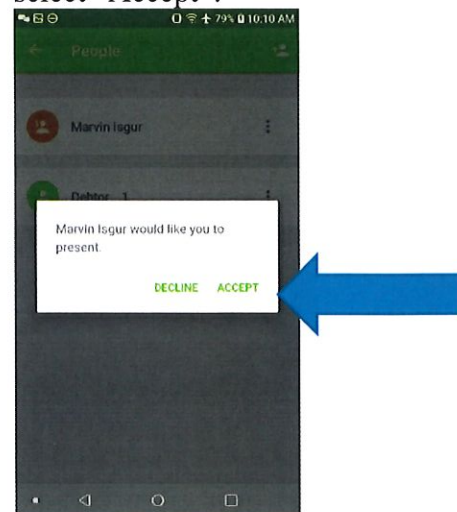 select "Accept".
79% 10:10 AM
People
Marvin Isgur
Debtor 1
Marvin Isgur would like you to
present.
DECLINE ACCEPT